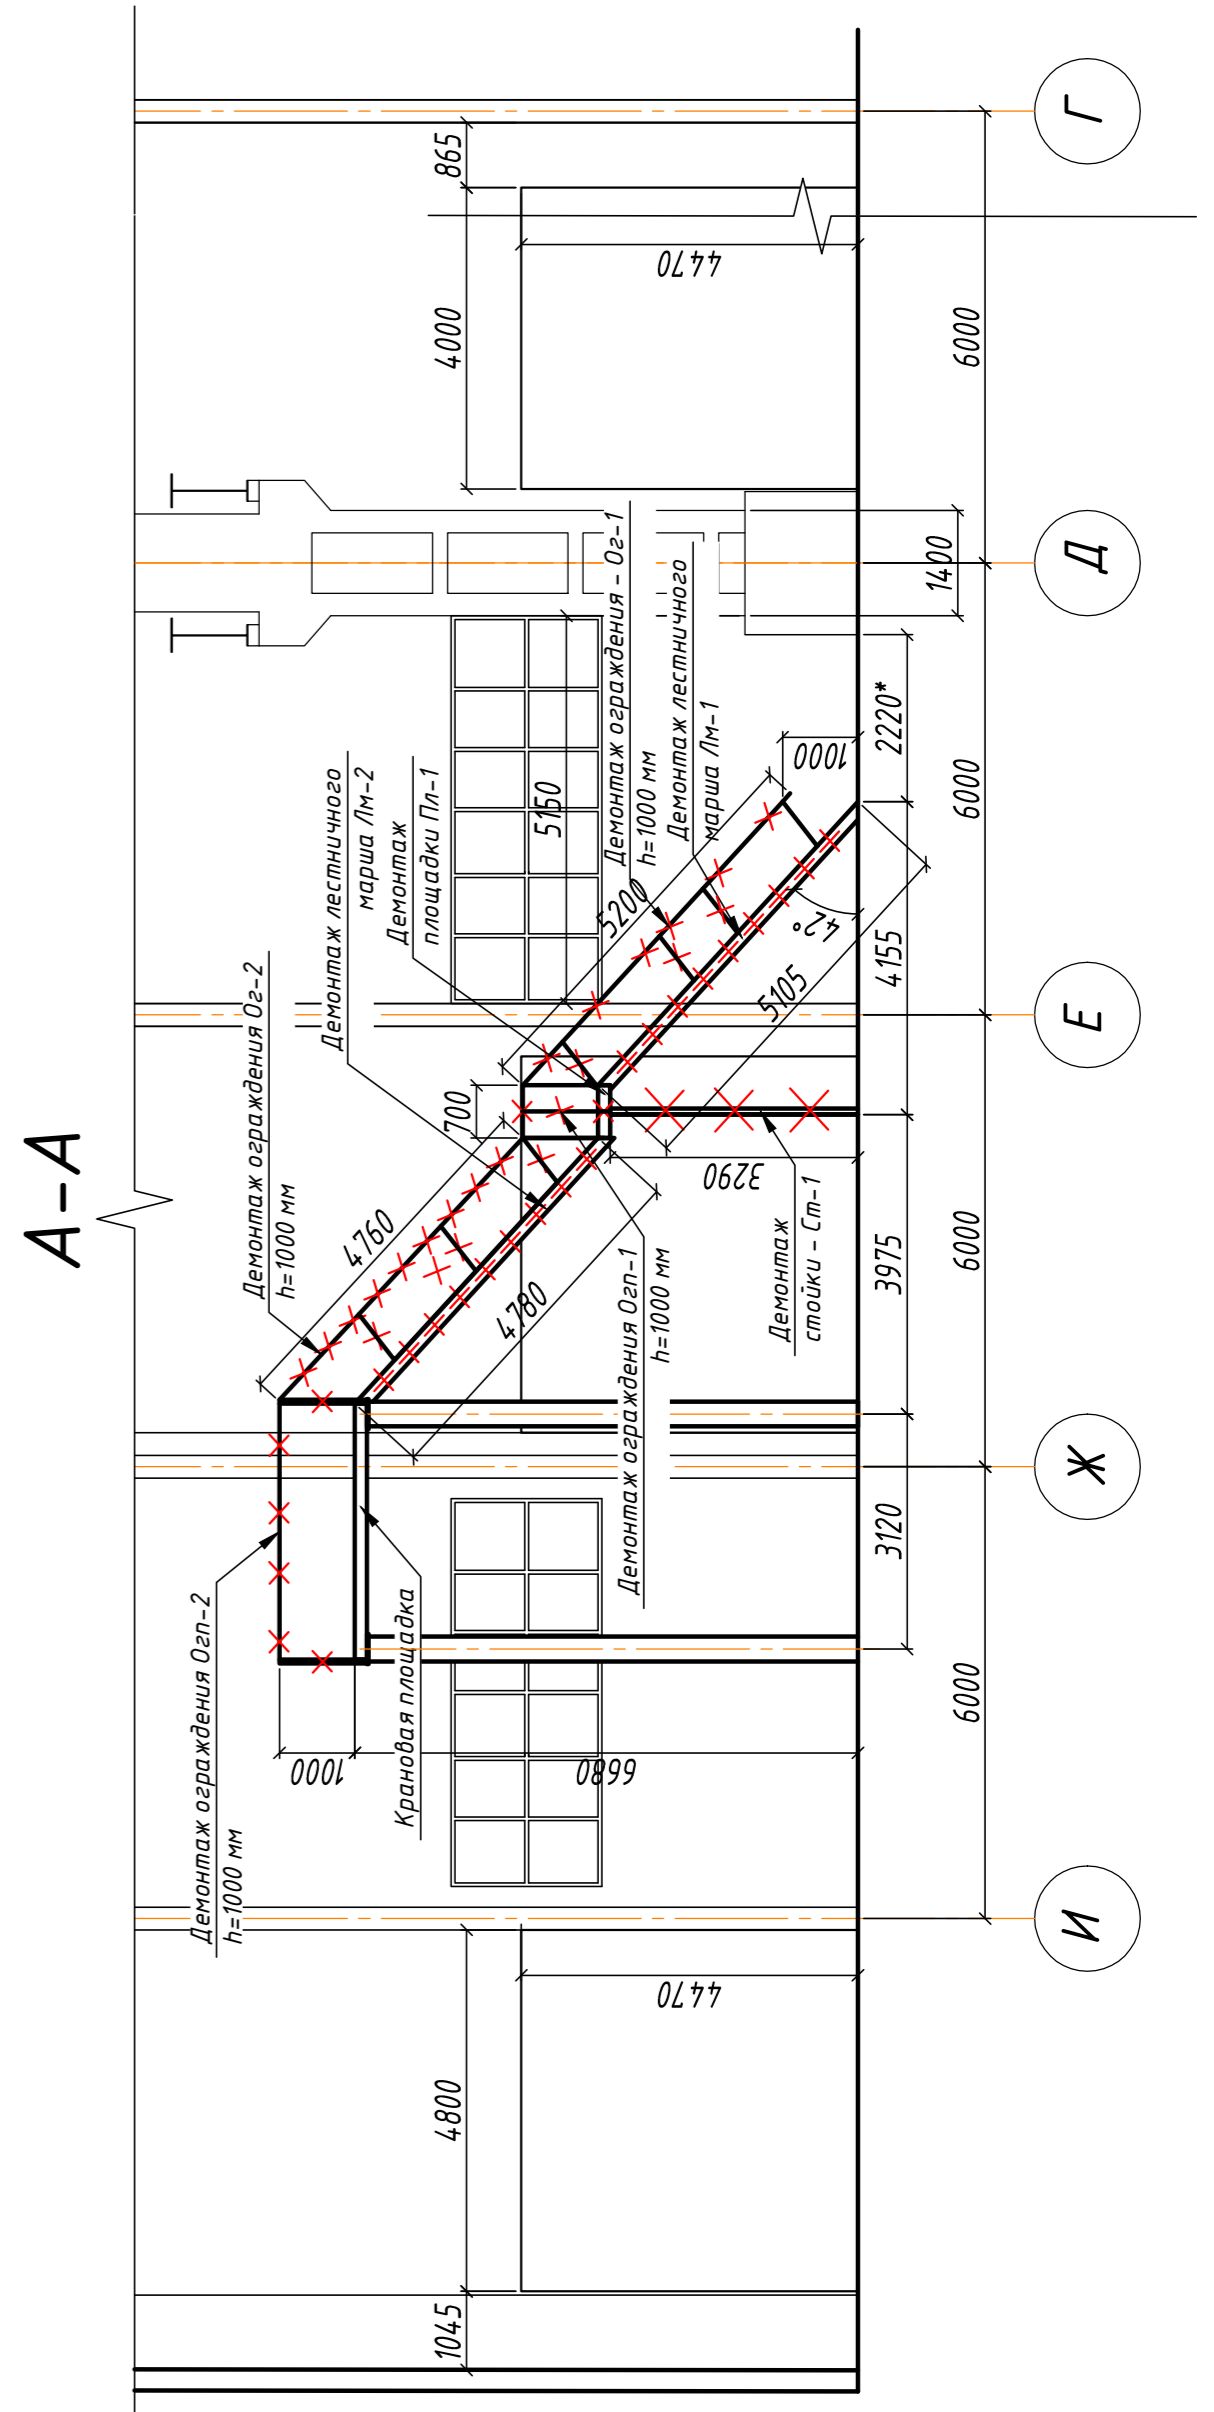 А-А
Демонтаж ограждения Огп-2
h=1000 мм
Крановая площадка
Демонтаж ограждения Ог-2
h=1000 мм
Демонтаж лестничного
марша Лм-2
Демонтаж
площадки Пл-1
Демонтаж ограждения - Ог-1
h=1000 мм
Демонтаж лестничного
марша Лм-1
Демонтаж ограждения Огп-1
h=1000 мм
Демонтаж
стойки - Ст-1
1045
4800
4470
1000
6680
4760
4780
700
3290
5150
5200
5105
42°
1000
4000
865
4470
1400
3120
3975
4155
2220*
6000
6000
6000
6000
6000
И
Ж
Е
Д
Г